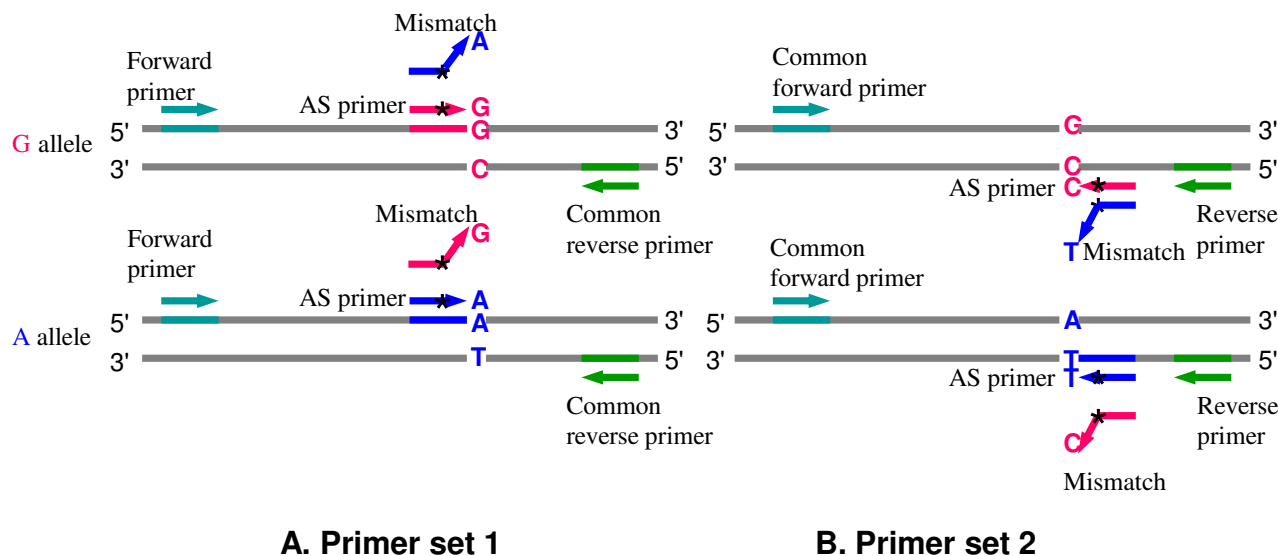 Mismatch
A
Forward
primer
AS primer
G
5'
G
3'
G allele
3'
C
5'
Mismatch
G
Common
reverse primer
Forward
primer
AS primer
A
5'
A
3'
A allele
3'
T
5'
Common
reverse primer
A. Primer set 1
Common
forward primer
5'
G
3'
3'
C
5'
AS primer
C
T
Mismatch
Reverse
primer
Common
forward primer
5'
A
3'
3'
T
5'
AS primer
T
C
Mismatch
Reverse
primer
B. Primer set 2